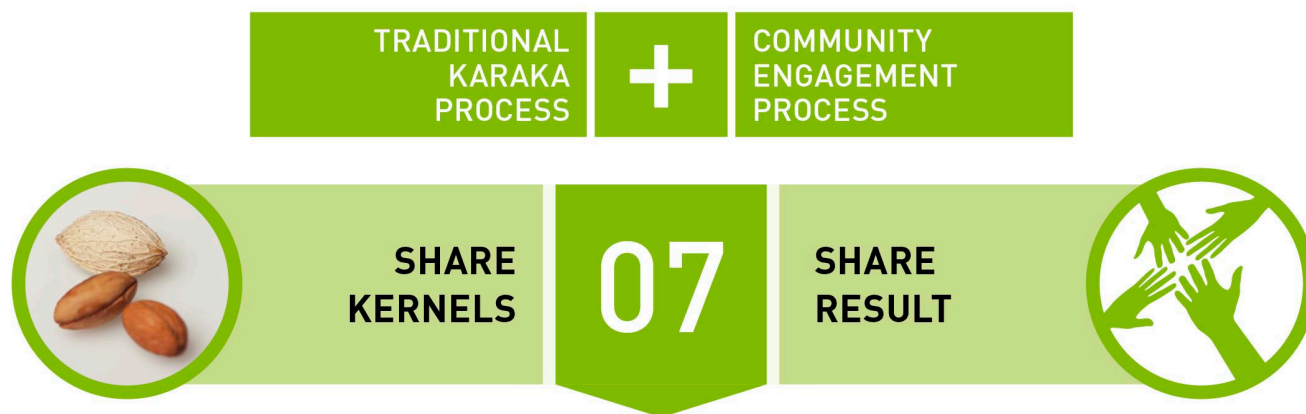 TRADITIONAL
KARAKA
PROCESS
+
COMMUNITY
ENGAGEMENT
PROCESS
SHARE
KERNELS
07
SHARE
RESULT